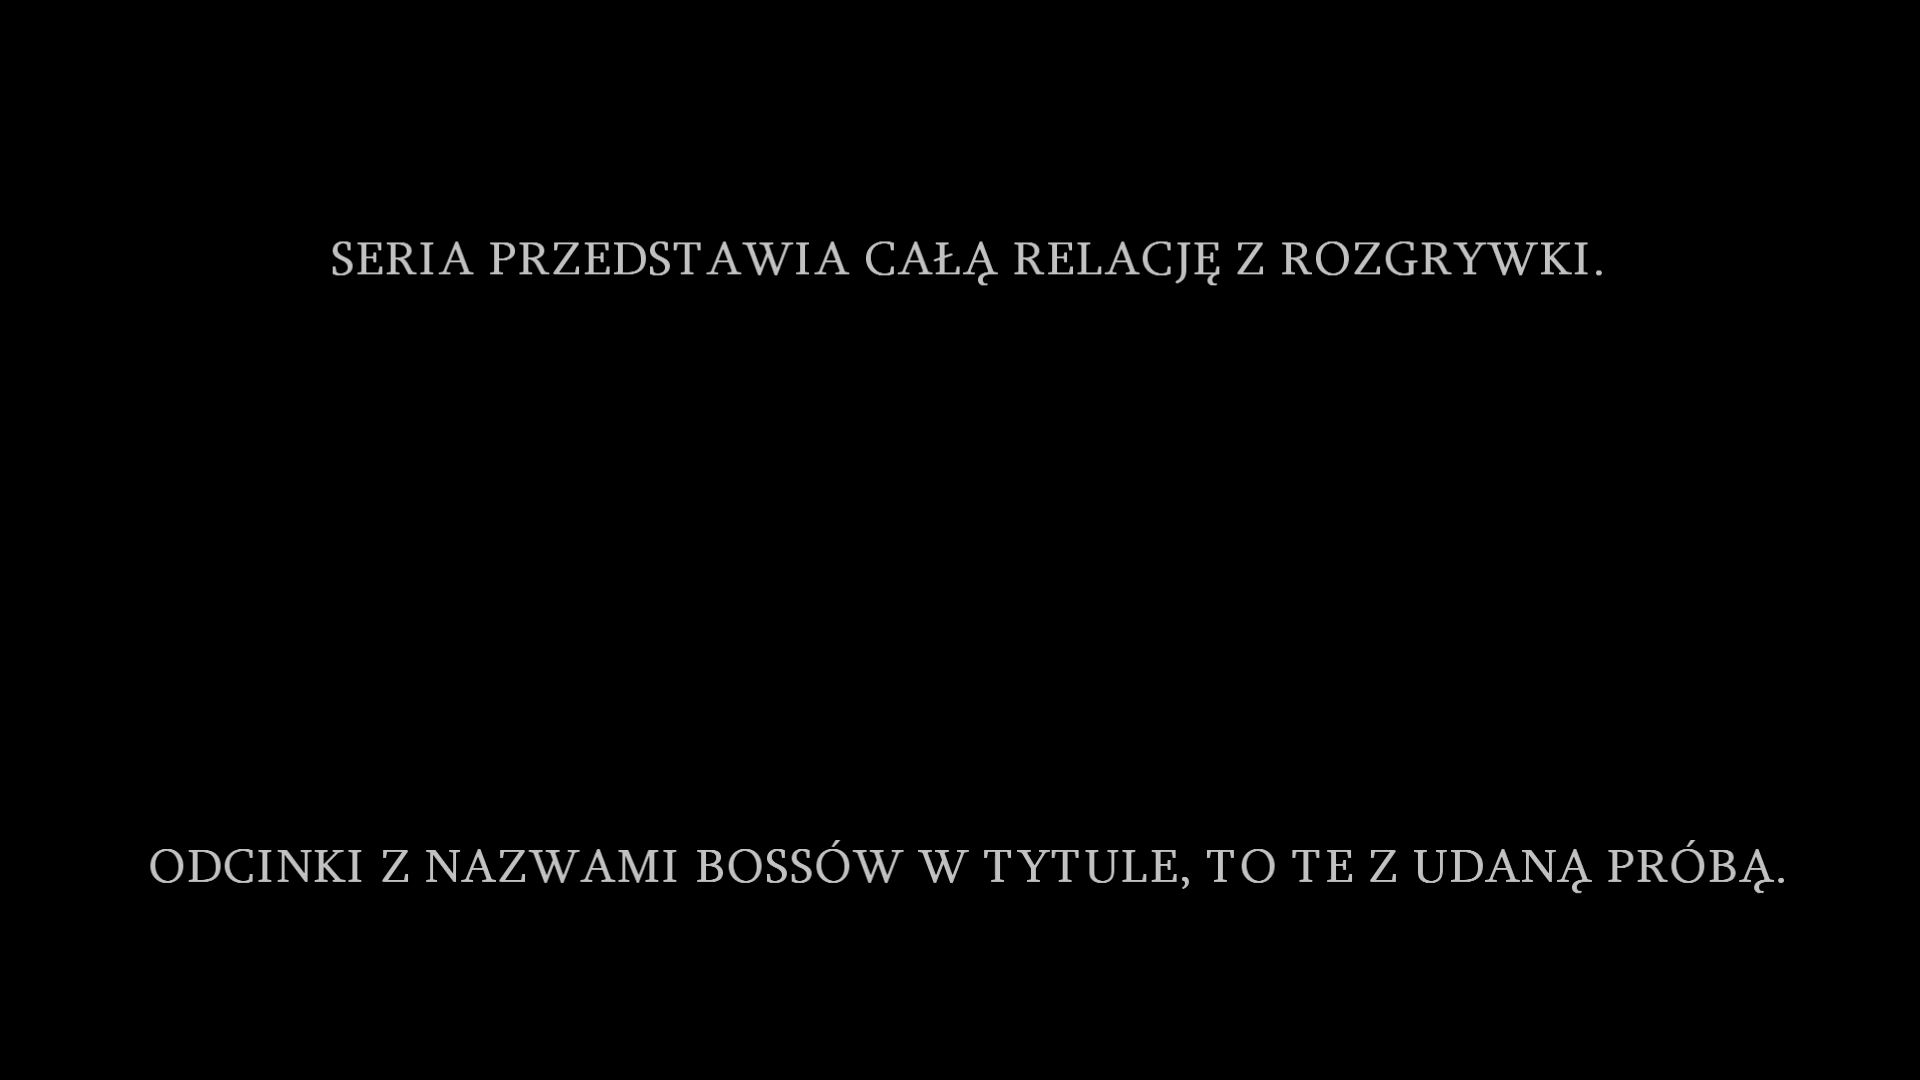 SERIA PRZEDSTAWIA CAŁĄ RELACJĘ Z ROZGRYWKI.
ODCINKI Z NAZWAMI BOSSÓW W TYTULE, TO TE Z UDANĄ PRÓBĄ.